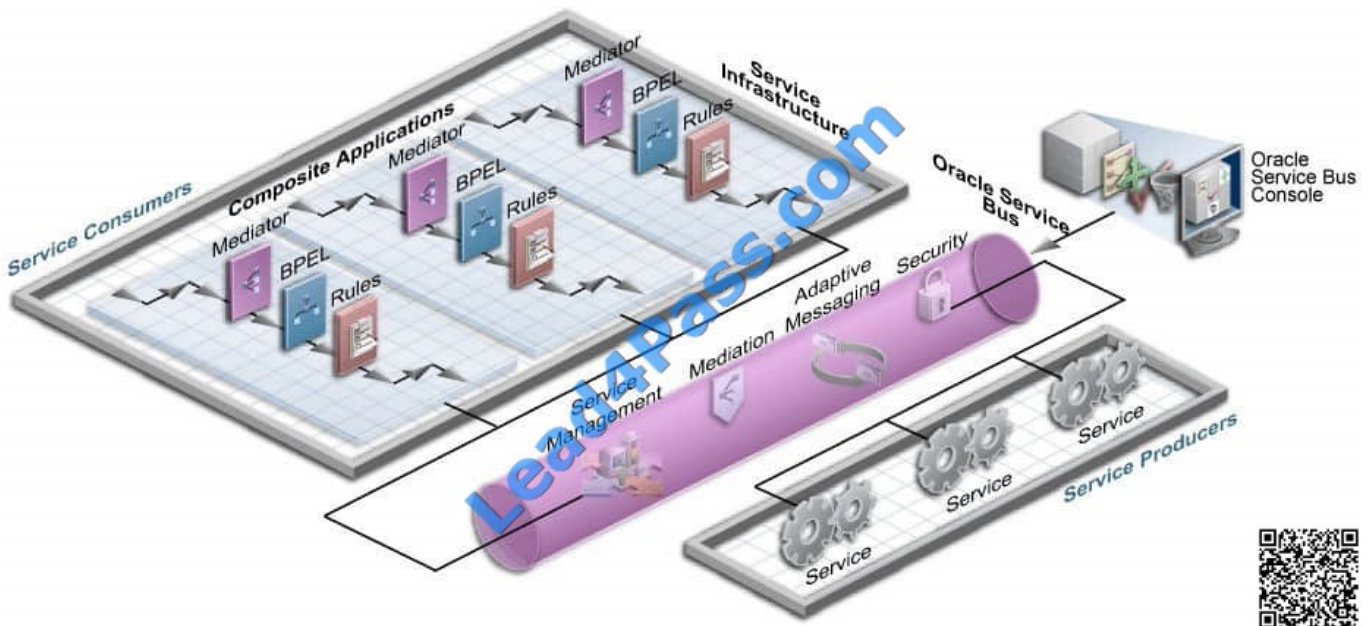 Service Consumers
Composite Applications
Service
Infrastructure
Mediator
BPEL
Rules
Mediator
BPEL
Rules
Mediator
BPEL
Rules
Oracle
Service Bus
Console
Oracle Service
Bus
Security
Adaptive
Messaging
Mediation
Service
Management
Lead4Pass.com
Service
Service
Service
Service Producers